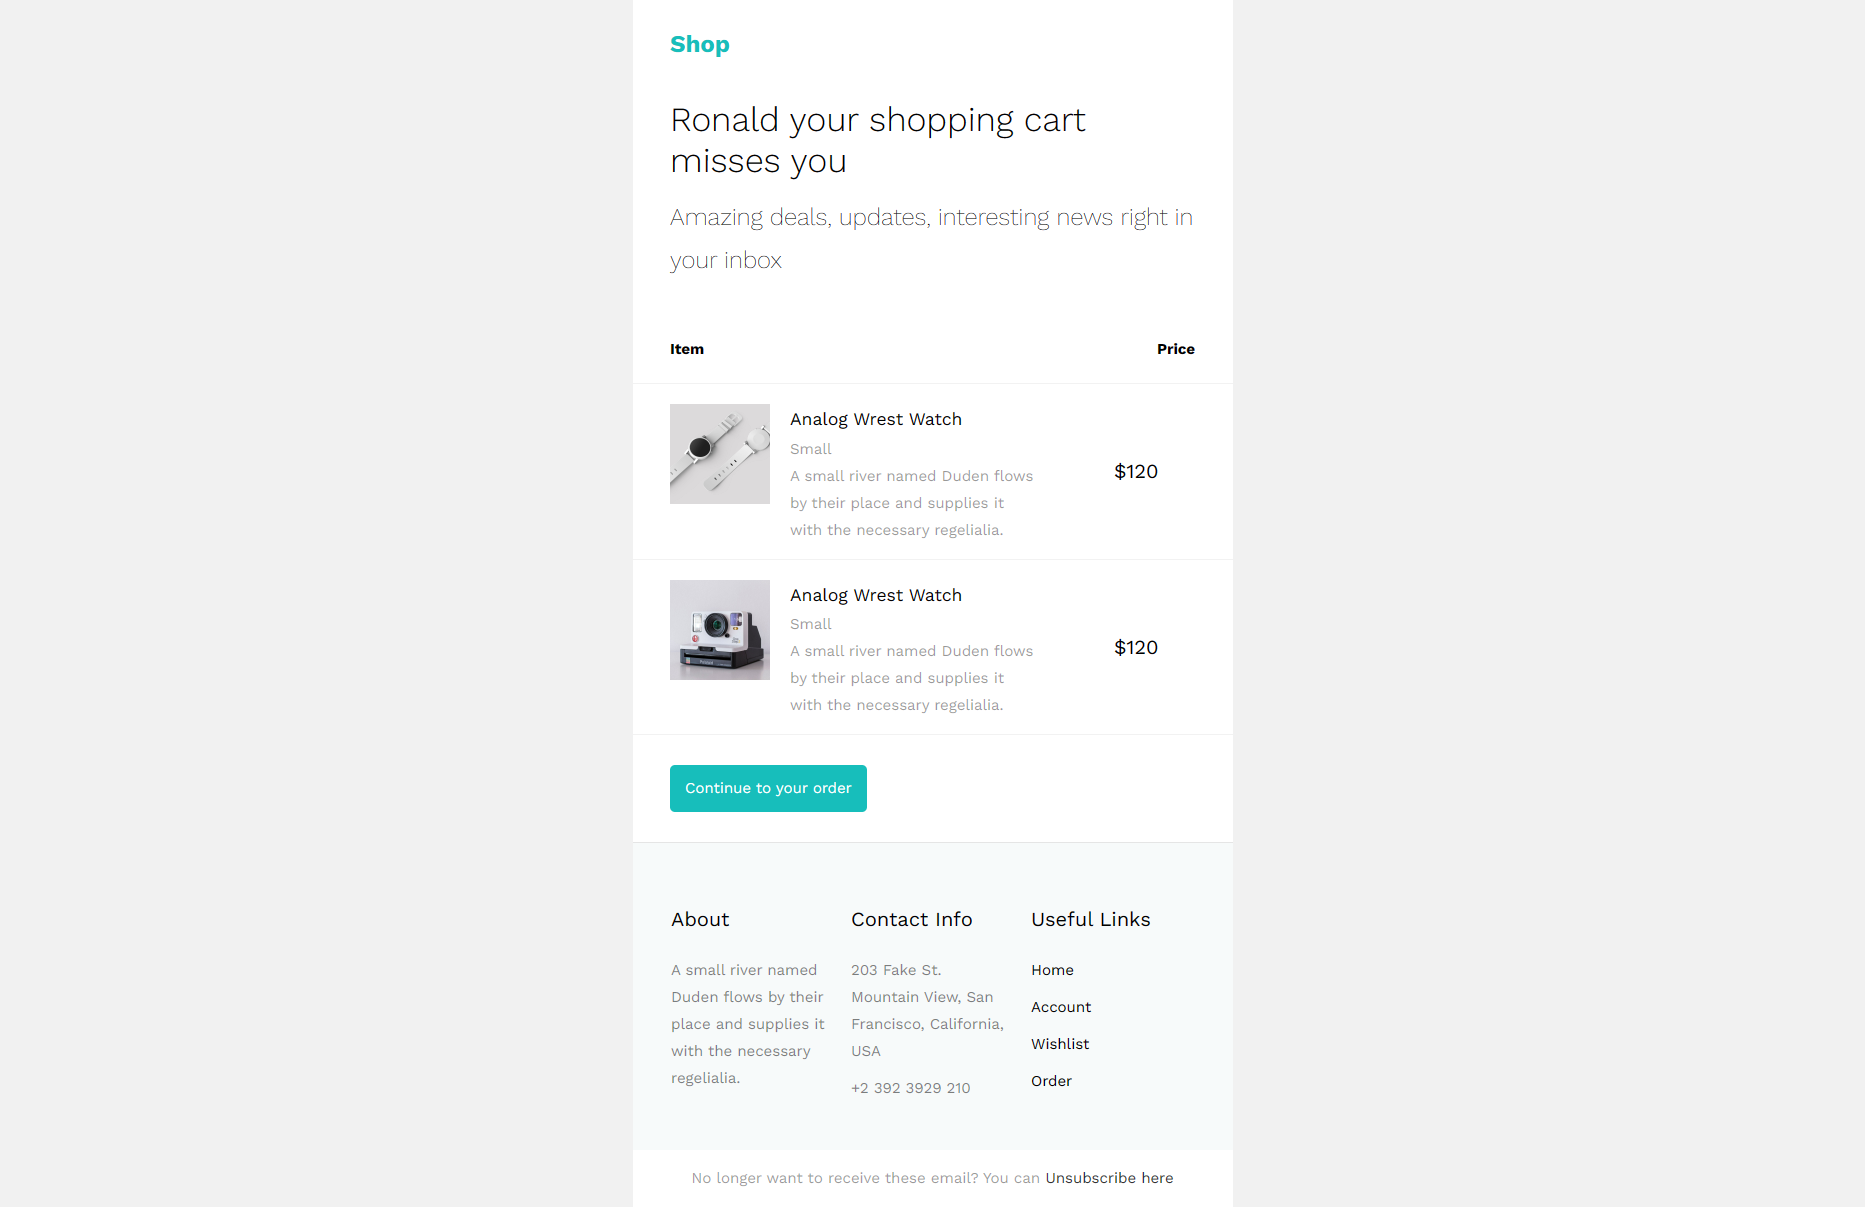 Shop
Ronald your shopping cart
misses you
Amazing deals, updates, interesting news right in
your inbox
Item Price
Analog Wrest Watch
Small
A small river named Duden flows
by their place and supplies it
with the necessary regelialia.
$120
Analog Wrest Watch
Small
A small river named Duden flows
by their place and supplies it
with the necessary regelialia.
$120
Continue to your order
About
A small river named
Duden flows by their
place and supplies it
with the necessary
regelialia.
Contact Info
203 Fake St.
Mountain View, San
Francisco, California,
USA
+2 392 3929 210
Useful Links
Home
Account
Wishlist
Order
No longer want to receive these email? You can Unsubscribe here